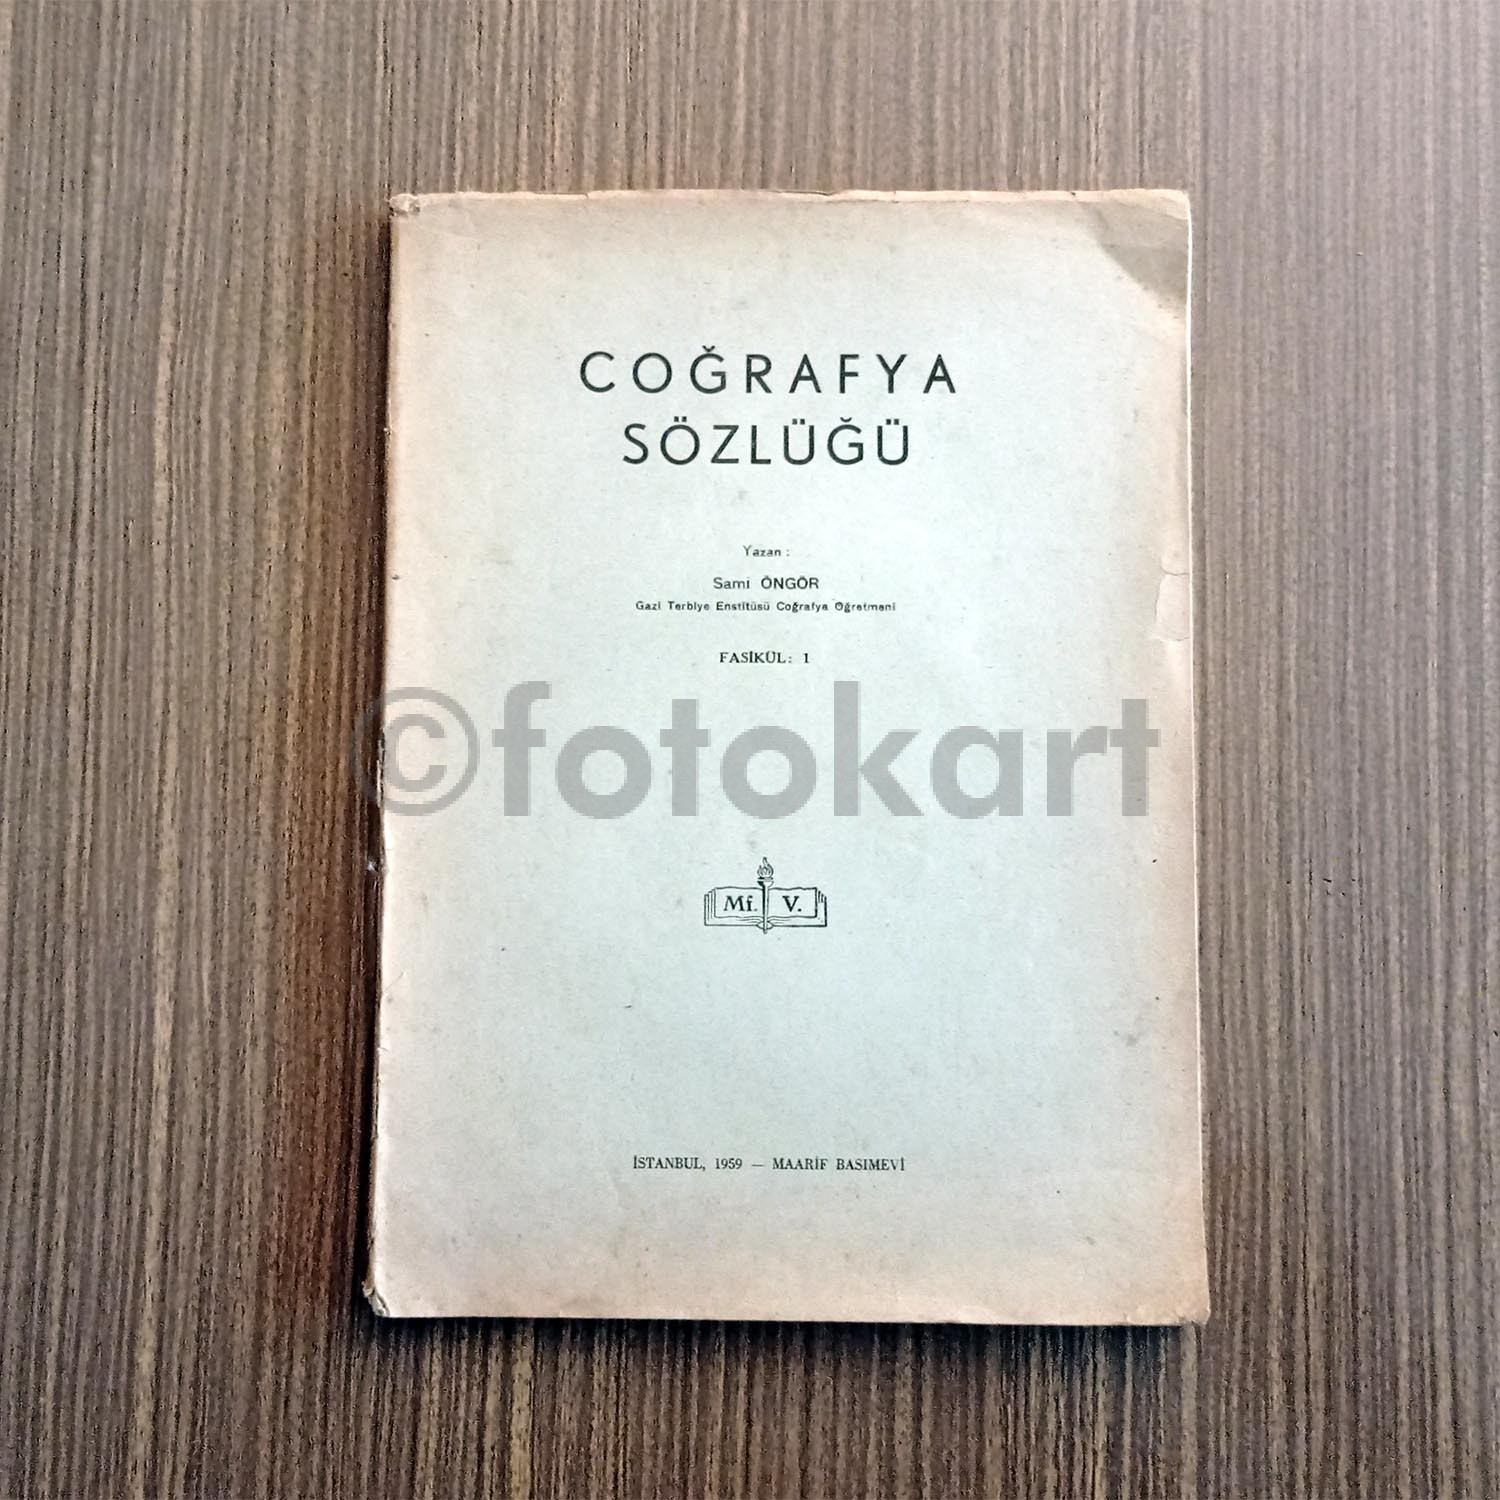 COĞRAFYA
SÖZLÜĞÜ
Yazan :
Sami ÖNGÖR
Gazi Terbiye Enstitüsü Coğrafya Öğretmeni
FASİKÜL: 1
©fotokart
Mf. V.
İSTANBUL, 1959 — MAARİF BASIMEVİ